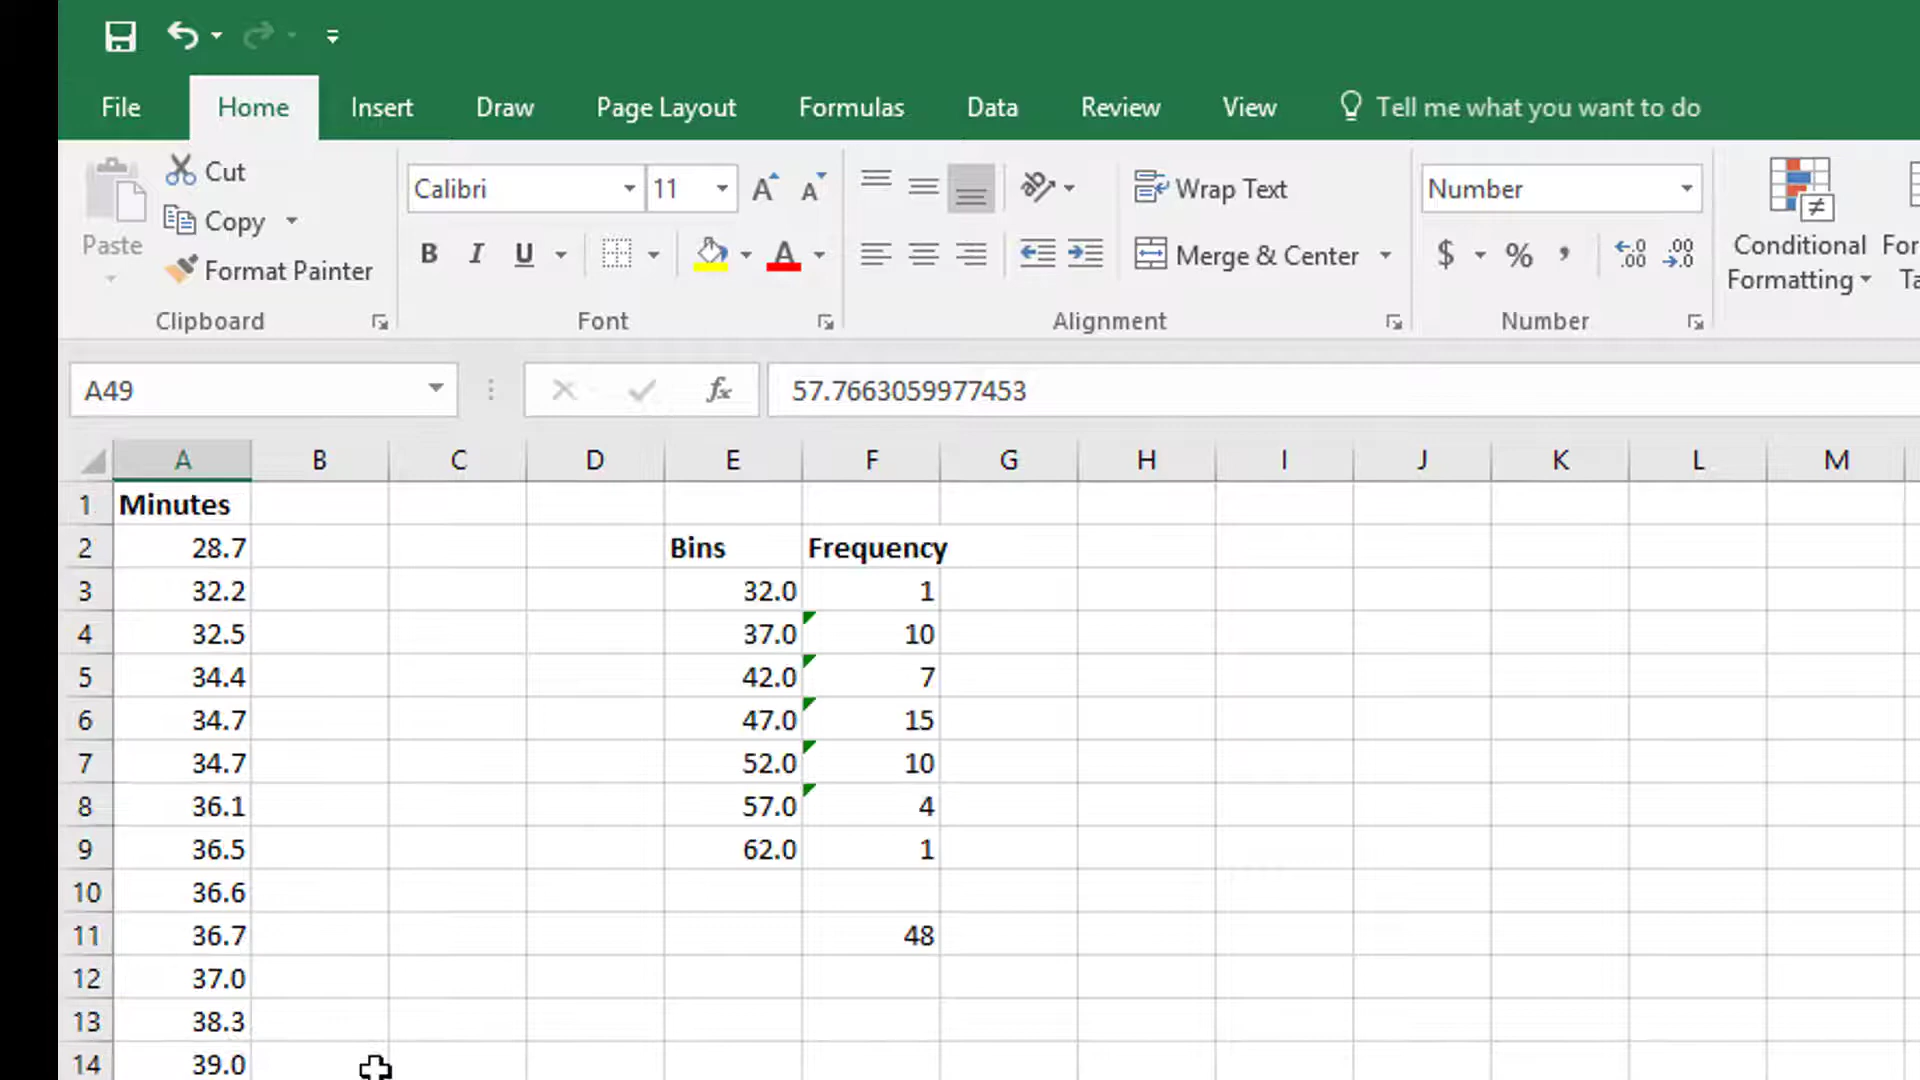 File Home Insert Draw Page Layout Formulas Data Review View Tell me what you want to do
Paste
Cut
Copy
Format Painter
Clipboard
Calibri 11
B I U
Font
Wrap Text
Merge & Center
Alignment
Number
$ % ,
Number
Conditional
Formatting
A49 fx 57.7663059977453
A B C D E F G H I J K L M
1 Minutes
2 28.7 Bins Frequency
3 32.2 32.0 1
4 32.5 37.0 10
5 34.4 42.0 7
6 34.7 47.0 15
7 34.7 52.0 10
8 36.1 57.0 4
9 36.5 62.0 1
10 36.6
11 36.7 48
12 37.0
13 38.3
14 39.0